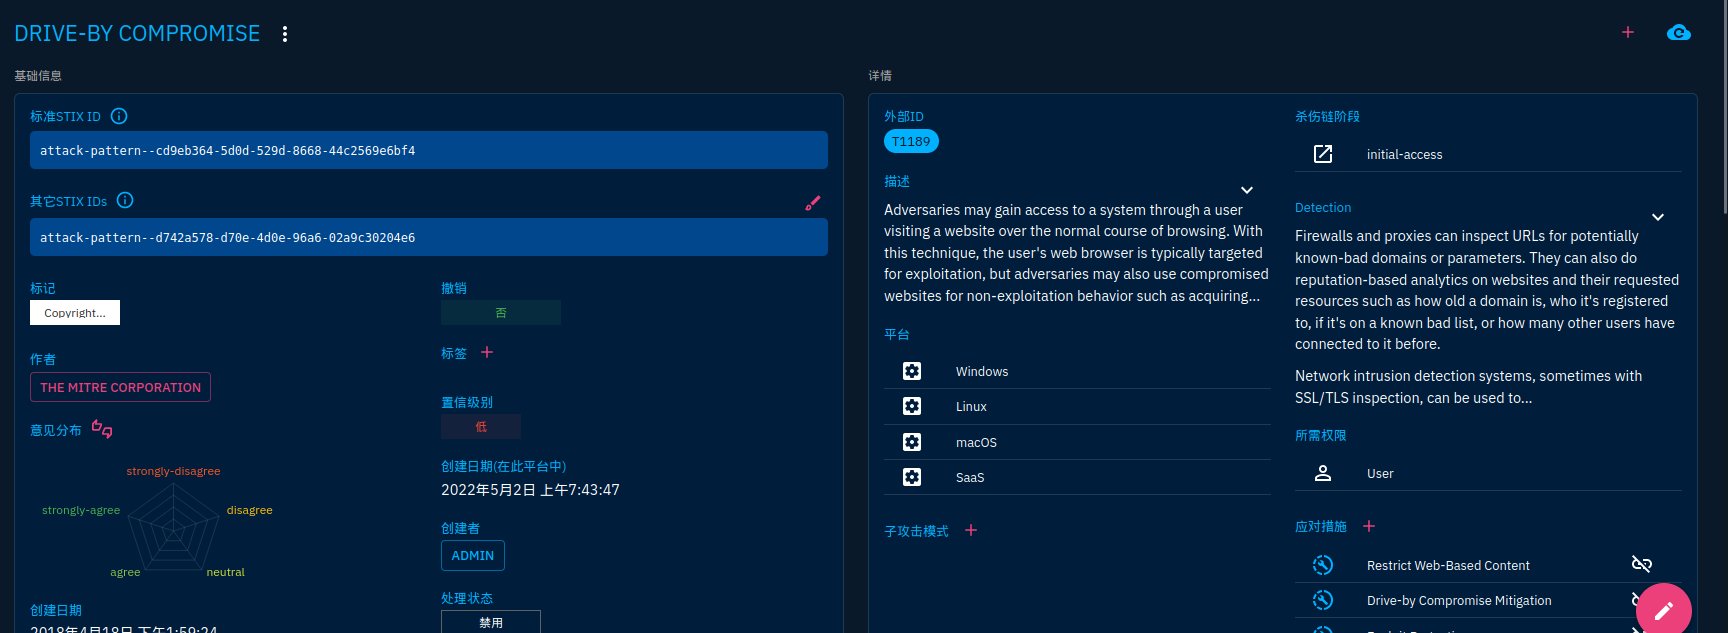 DRIVE-BY COMPROMISE
基础信息
标准STIX ID
attack-pattern--cd9eb364-5d0d-529d-8668-44c2569e6bf4
其它STIX IDs
attack-pattern--d742a578-d70e-4d0e-96a6-02a9c30204e6
标记
Copyright...
撤销
否
标签
作者
THE MITRE CORPORATION
置信级别
低
意见分布
strongly-disagree
strongly-agree
disagree
agree
neutral
创建日期(在此平台中)
2022年5月2日 上午7:43:47
创建者
ADMIN
创建日期
2018年4月18日 下午1:59:24
处理状态
禁用
详情
外部ID
T1189
描述
Adversaries may gain access to a system through a user
visiting a website over the normal course of browsing. With
this technique, the user's web browser is typically targeted
for exploitation, but adversaries may also use compromised
websites for non-exploitation behavior such as acquiring...
平台
Windows
Linux
macOS
SaaS
子攻击模式
杀伤链阶段
initial-access
Detection
Firewalls and proxies can inspect URLs for potentially
known-bad domains or parameters. They can also do
reputation-based analytics on websites and their requested
resources such as how old a domain is, who it's registered
to, if it's on a known bad list, or how many other users have
connected to it before.
Network intrusion detection systems, sometimes with
SSL/TLS inspection, can be used to...
所需权限
User
应对措施
Restrict Web-Based Content
Drive-by Compromise Mitigation